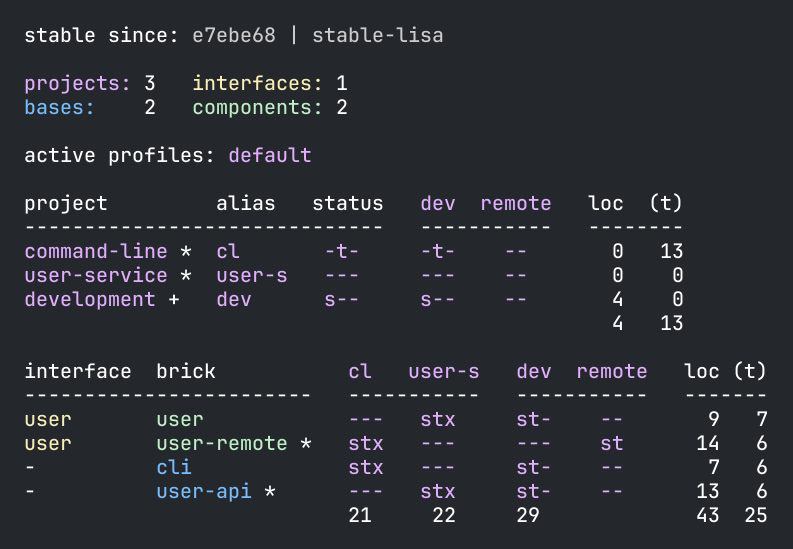 stable since: e7ebe68 | stable-lisa
projects: 3   interfaces: 1
bases:    2   components: 2
active profiles: default
project         alias   status   dev  remote   loc  (t)
------------------------------   -----------   --------
command-line *  cl       -t-     -t-    --       0   13
user-service *  user-s   ---     ---    --       0    0
development +   dev      s--     s--    --       4    0
                                                 4   13
interface  brick           cl   user-s   dev  remote   loc (t)
------------------------   -----------   -----------   -------
user       user            ---   stx     st-    --       9   7
user       user-remote *   stx   ---     ---    st      14   6
-          cli             stx   ---     st-    --       7   6
-          user-api *      ---   stx     st-    --      13   6
                           21     22     29             43  25